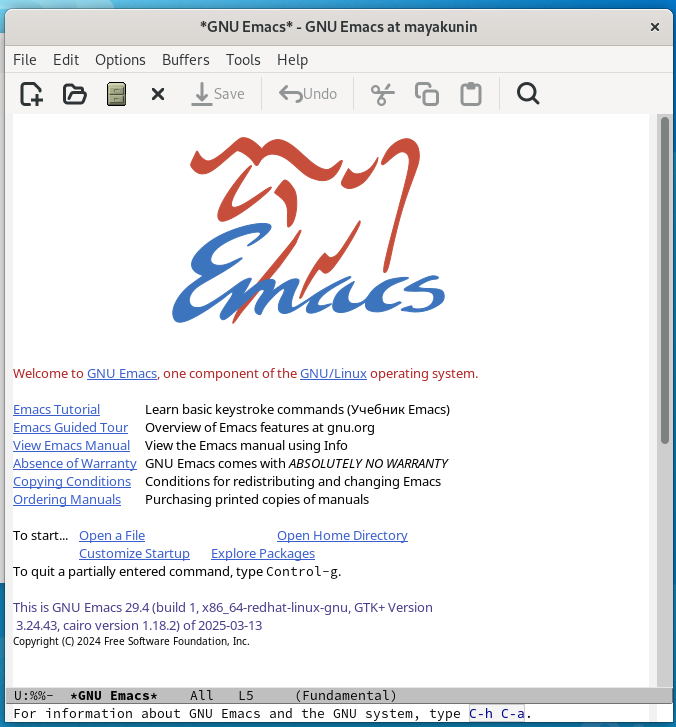 *GNU Emacs* - GNU Emacs at mayakunin
File Edit Options Buffers Tools Help
Save Undo
Emacs
Welcome to GNU Emacs, one component of the GNU/Linux operating system.
Emacs Tutorial Learn basic keystroke commands (Учебник Emacs)
Emacs Guided Tour Overview of Emacs features at gnu.org
View Emacs Manual View the Emacs manual using Info
Absence of Warranty GNU Emacs comes with ABSOLUTELY NO WARRANTY
Copying Conditions Conditions for redistributing and changing Emacs
Ordering Manuals Purchasing printed copies of manuals
To start... Open a File Open Home Directory
Customize Startup Explore Packages
To quit a partially entered command, type Control-g.
This is GNU Emacs 29.4 (build 1, x86_64-redhat-linux-gnu, GTK+ Version
3.24.43, cairo version 1.18.2) of 2025-03-13
Copyright (C) 2024 Free Software Foundation, Inc.
U:%%- *GNU Emacs* All L5 (Fundamental)
For information about GNU Emacs and the GNU system, type C-h C-a.